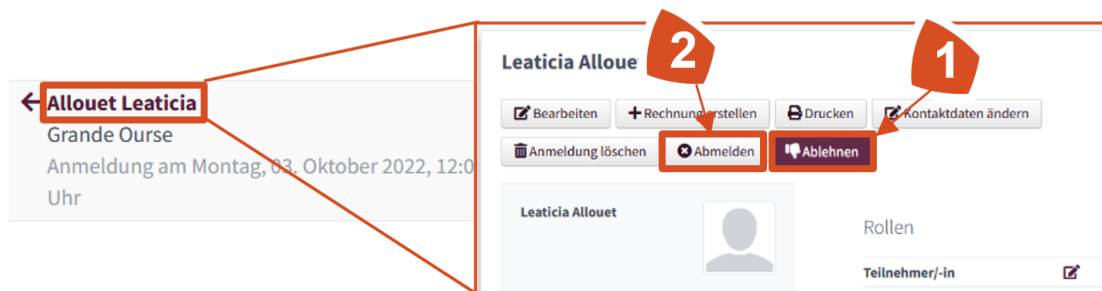 Allouet Leaticia
Grande Ourse
Anmeldung am Montag, 03. Oktober 2022, 12:0
Uhr
Leaticia Alloue
2
1
Bearbeiten
Rechnung erstellen
Drucken
Kontaktdaten ändern
Anmeldung löschen
Abmelden
Ablehnen
Leaticia Allouet
Rollen
Teilnehmer/-in